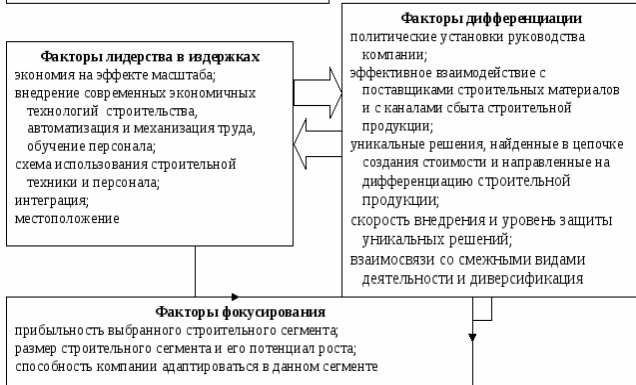 Факторы лидерства в издержках
экономия на эффекте масштаба;
внедрение современных экономичных
технологий строительства,
автоматизация и механизация труда,
обучение персонала;
схема использования строительной
техники и персонала;
интеграция;
местоположение
Факторы дифференциации
политические установки руководства
компании;
эффективное взаимодействие с
поставщиками строительных материалов
и с каналами сбыта строительной
продукции;
уникальные решения, найденные в цепочке
создания стоимости и направленные на
дифференциацию строительной
продукции;
скорость внедрения и уровень защиты
уникальных решений;
взаимосвязи со смежными видами
деятельности и диверсификация
Факторы фокусирования
прибыльность выбранного строительного сегмента;
размер строительного сегмента и его потенциал роста;
способность компании адаптироваться в данном сегменте